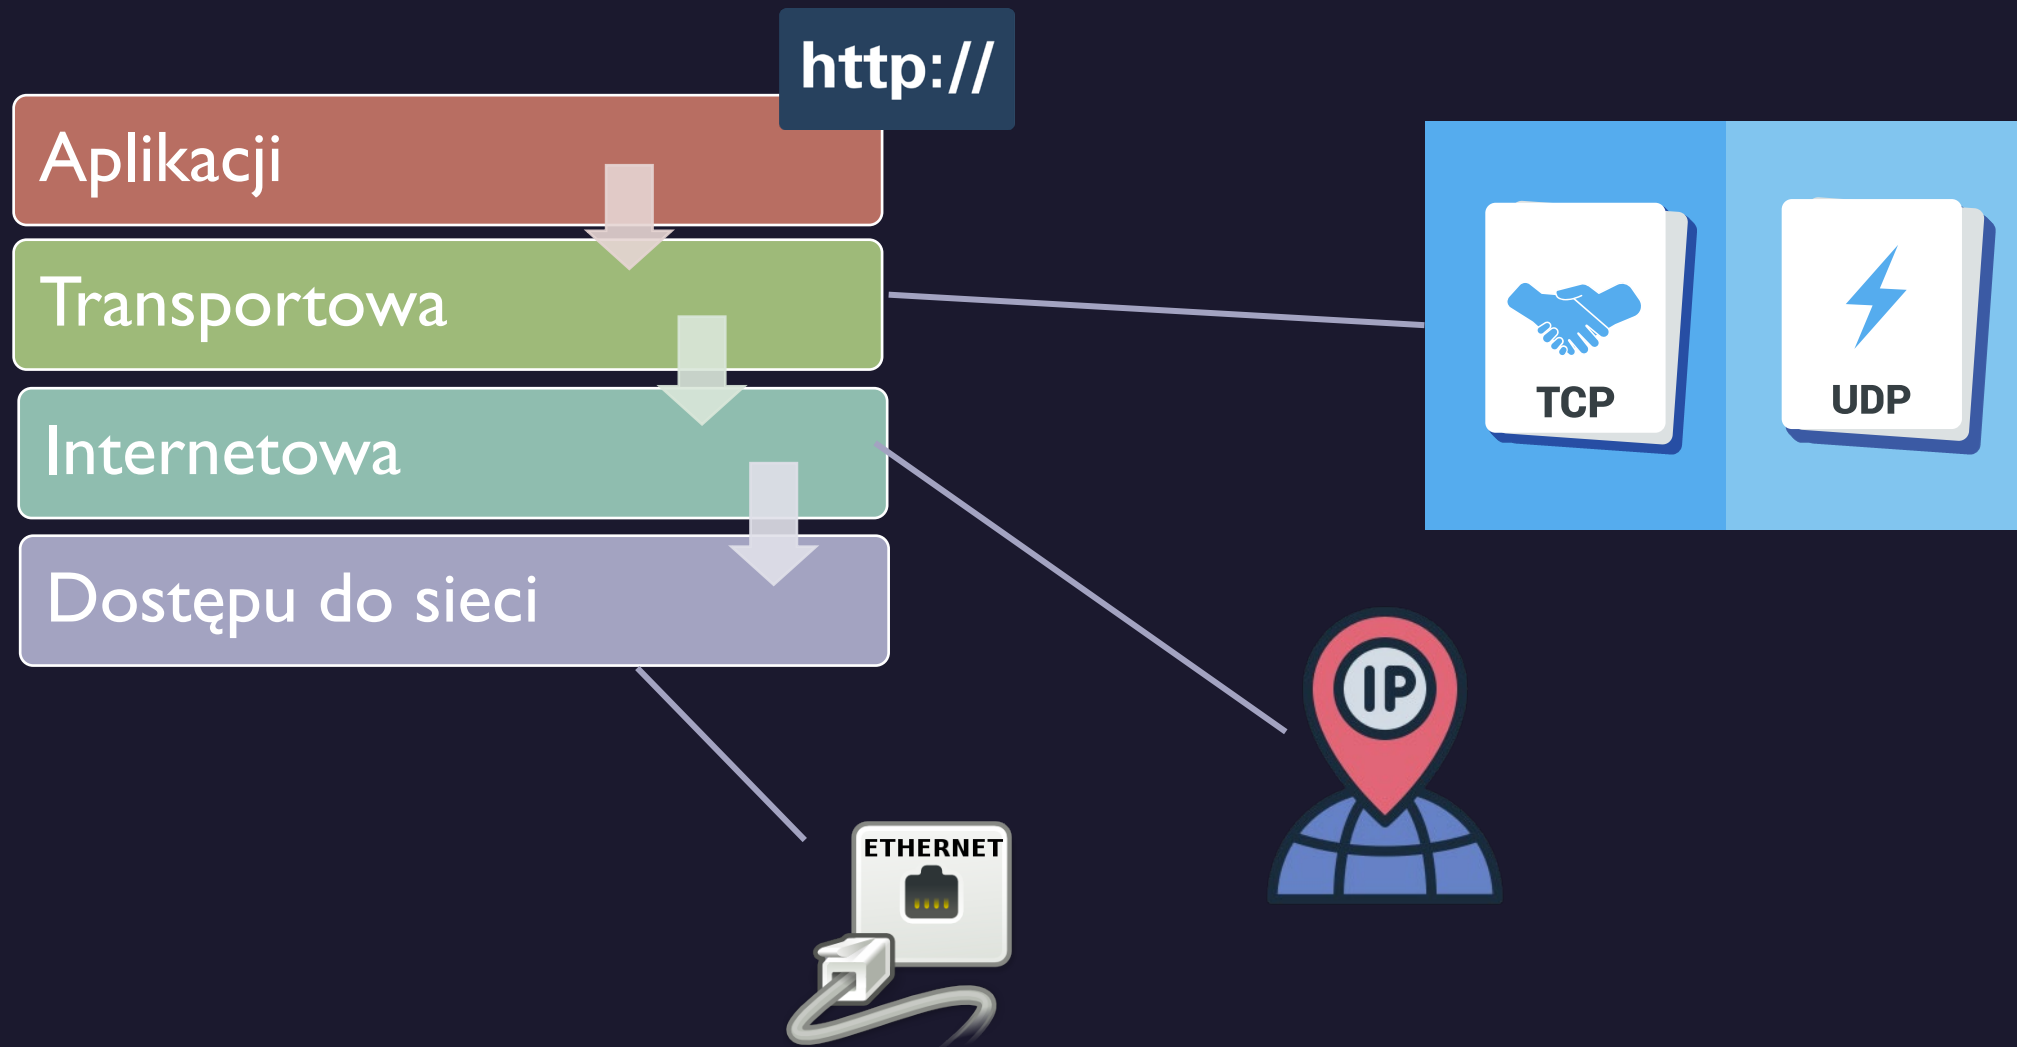 http://
Aplikacji
Transportowa
Internetowa
Dostępu do sieci
TCP
UDP
IP
ETHERNET